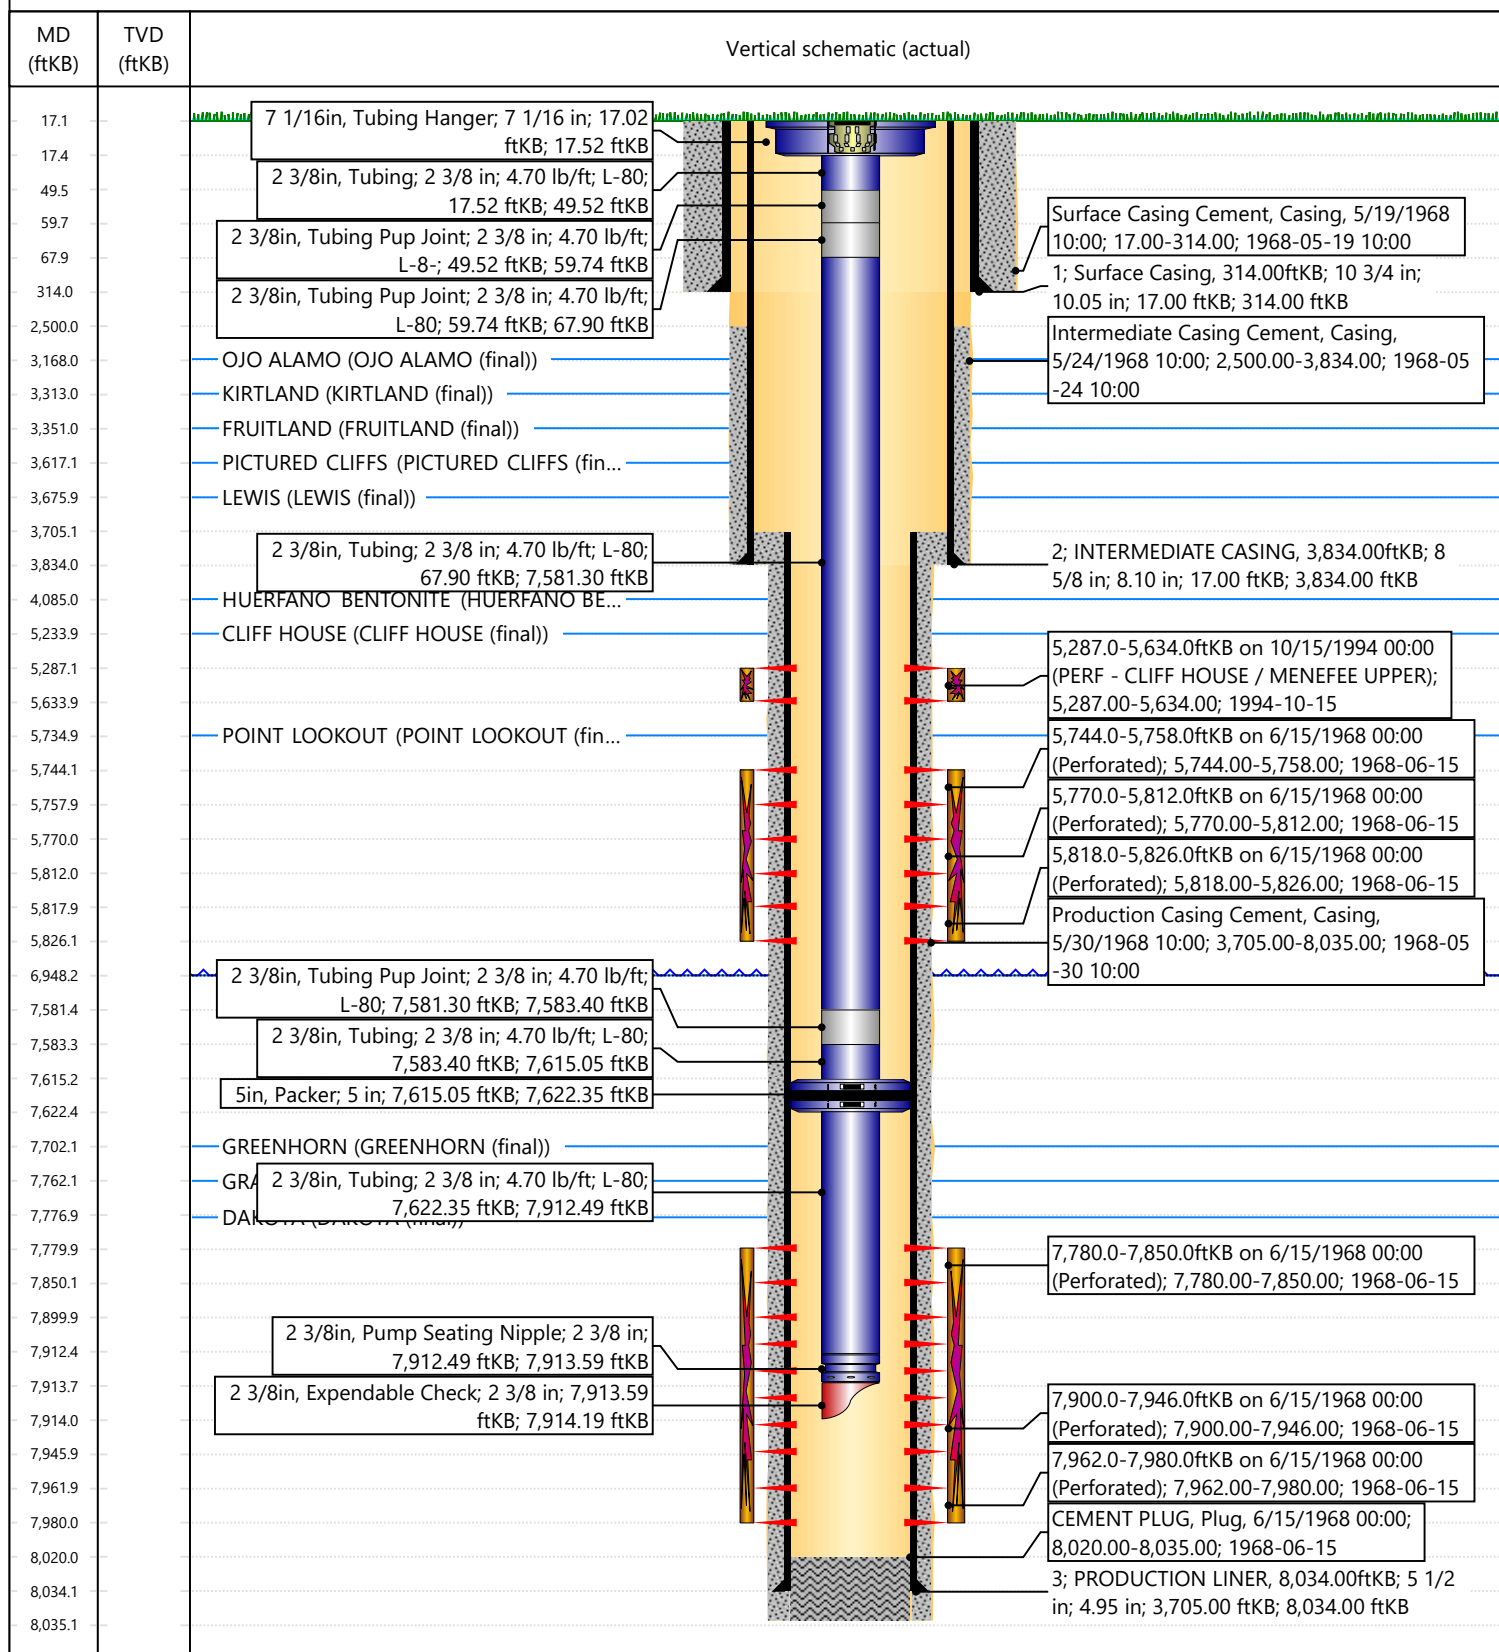 MD
(ftKB)
TVD
(ftKB)
Vertical schematic (actual)
17.1
17.4
49.5
59.7
67.9
314.0
2,500.0
3,168.0
3,313.0
3,351.0
3,617.1
3,675.9
3,705.1
3,834.0
4,085.0
5,233.9
5,287.1
5,633.9
5,734.9
5,744.1
5,757.9
5,770.0
5,812.0
5,817.9
5,826.1
6,948.2
7,581.4
7,583.3
7,615.2
7,622.4
7,702.1
7,762.1
7,776.9
7,779.9
7,850.1
7,899.9
7,912.4
7,913.7
7,914.0
7,945.9
7,961.9
7,980.0
8,020.0
8,034.1
8,035.1
7 1/16in, Tubing Hanger; 7 1/16 in; 17.02
ftKB; 17.52 ftKB
2 3/8in, Tubing; 2 3/8 in; 4.70 lb/ft; L-80;
17.52 ftKB; 49.52 ftKB
2 3/8in, Tubing Pup Joint; 2 3/8 in; 4.70 lb/ft;
L-8-; 49.52 ftKB; 59.74 ftKB
2 3/8in, Tubing Pup Joint; 2 3/8 in; 4.70 lb/ft;
L-80; 59.74 ftKB; 67.90 ftKB
OJO ALAMO (OJO ALAMO (final))
KIRTLAND (KIRTLAND (final))
FRUITLAND (FRUITLAND (final))
PICTURED CLIFFS (PICTURED CLIFFS (fin...
LEWIS (LEWIS (final))
2 3/8in, Tubing; 2 3/8 in; 4.70 lb/ft; L-80;
67.90 ftKB; 7,581.30 ftKB
HUERFANO BENTONITE (HUERFANO BE...
CLIFF HOUSE (CLIFF HOUSE (final))
POINT LOOKOUT (POINT LOOKOUT (fin...
2 3/8in, Tubing Pup Joint; 2 3/8 in; 4.70 lb/ft;
L-80; 7,581.30 ftKB; 7,583.40 ftKB
2 3/8in, Tubing; 2 3/8 in; 4.70 lb/ft; L-80;
7,583.40 ftKB; 7,615.05 ftKB
5in, Packer; 5 in; 7,615.05 ftKB; 7,622.35 ftKB
GREENHORN (GREENHORN (final))
2 3/8in, Tubing; 2 3/8 in; 4.70 lb/ft; L-80;
7,622.35 ftKB; 7,912.49 ftKB
DAKOTA (DAKOTA (final))
2 3/8in, Pump Seating Nipple; 2 3/8 in;
7,912.49 ftKB; 7,913.59 ftKB
2 3/8in, Expendable Check; 2 3/8 in; 7,913.59
ftKB; 7,914.19 ftKB
Surface Casing Cement, Casing, 5/19/1968
10:00; 17.00-314.00; 1968-05-19 10:00
1; Surface Casing, 314.00ftKB; 10 3/4 in;
10.05 in; 17.00 ftKB; 314.00 ftKB
Intermediate Casing Cement, Casing,
5/24/1968 10:00; 2,500.00-3,834.00; 1968-05
-24 10:00
2; INTERMEDIATE CASING, 3,834.00ftKB; 8
5/8 in; 8.10 in; 17.00 ftKB; 3,834.00 ftKB
5,287.0-5,634.0ftKB on 10/15/1994 00:00
(PERF - CLIFF HOUSE / MENEFEE UPPER);
5,287.00-5,634.00; 1994-10-15
5,744.0-5,758.0ftKB on 6/15/1968 00:00
(Perforated); 5,744.00-5,758.00; 1968-06-15
5,770.0-5,812.0ftKB on 6/15/1968 00:00
(Perforated); 5,770.00-5,812.00; 1968-06-15
5,818.0-5,826.0ftKB on 6/15/1968 00:00
(Perforated); 5,818.00-5,826.00; 1968-06-15
Production Casing Cement, Casing,
5/30/1968 10:00; 3,705.00-8,035.00; 1968-05
-30 10:00
7,780.0-7,850.0ftKB on 6/15/1968 00:00
(Perforated); 7,780.00-7,850.00; 1968-06-15
7,900.0-7,946.0ftKB on 6/15/1968 00:00
(Perforated); 7,900.00-7,946.00; 1968-06-15
7,962.0-7,980.0ftKB on 6/15/1968 00:00
(Perforated); 7,962.00-7,980.00; 1968-06-15
CEMENT PLUG, Plug, 6/15/1968 00:00;
8,020.00-8,035.00; 1968-06-15
3; PRODUCTION LINER, 8,034.00ftKB; 5 1/2
in; 4.95 in; 3,705.00 ftKB; 8,034.00 ftKB